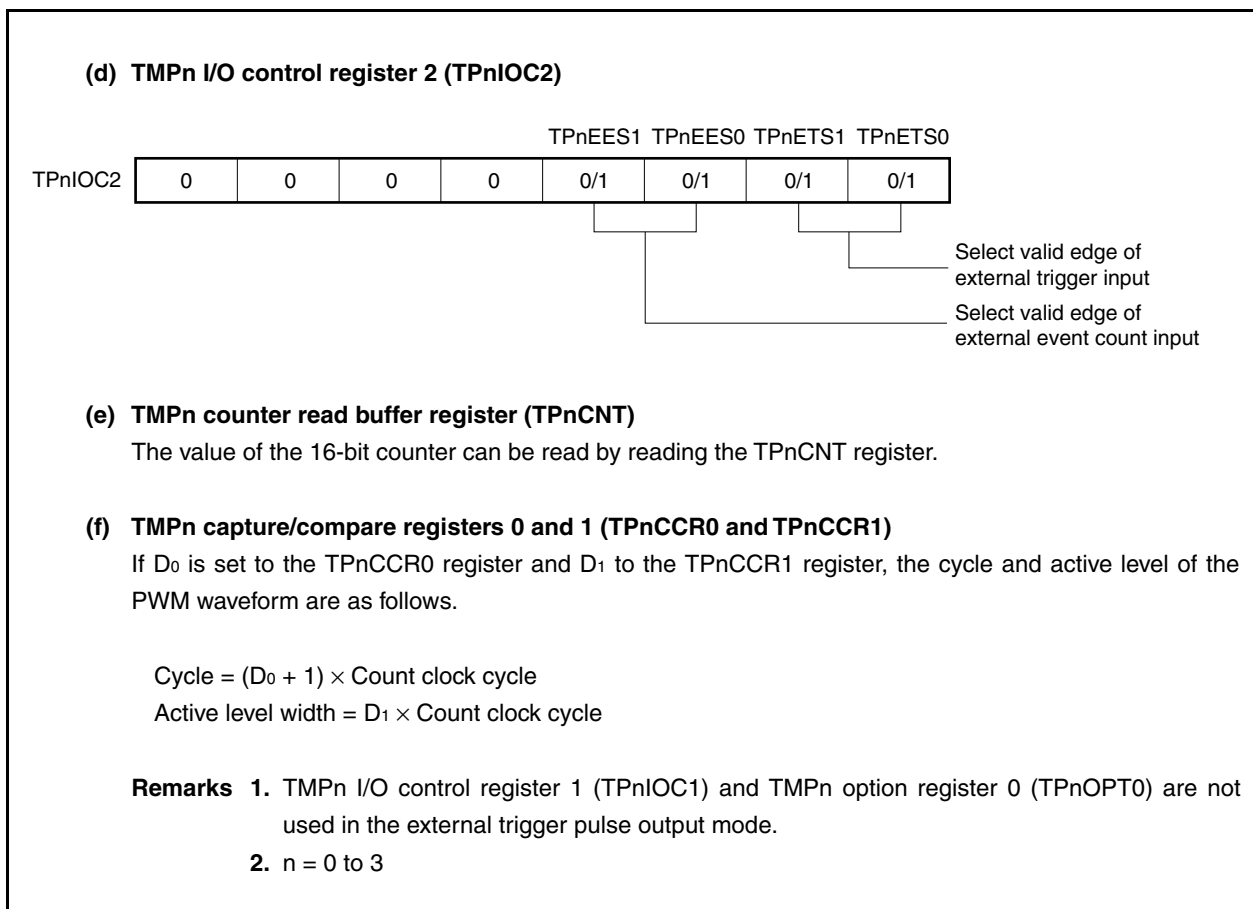 (d) TMPn I/O control register 2 (TPnIOC2)
TPnEES1 TPnEES0 TPnETS1 TPnETS0
TPnIOC2 0 0 0 0 0/1 0/1 0/1 0/1
Select valid edge of
external trigger input
Select valid edge of
external event count input
(e) TMPn counter read buffer register (TPnCNT)
The value of the 16-bit counter can be read by reading the TPnCNT register.
(f) TMPn capture/compare registers 0 and 1 (TPnCCR0 and TPnCCR1)
If D0 is set to the TPnCCR0 register and D1 to the TPnCCR1 register, the cycle and active level of the
PWM waveform are as follows.
Cycle = (D0 + 1) × Count clock cycle
Active level width = D1 × Count clock cycle
Remarks 1. TMPn I/O control register 1 (TPnIOC1) and TMPn option register 0 (TPnOPT0) are not
used in the external trigger pulse output mode.
2. n = 0 to 3